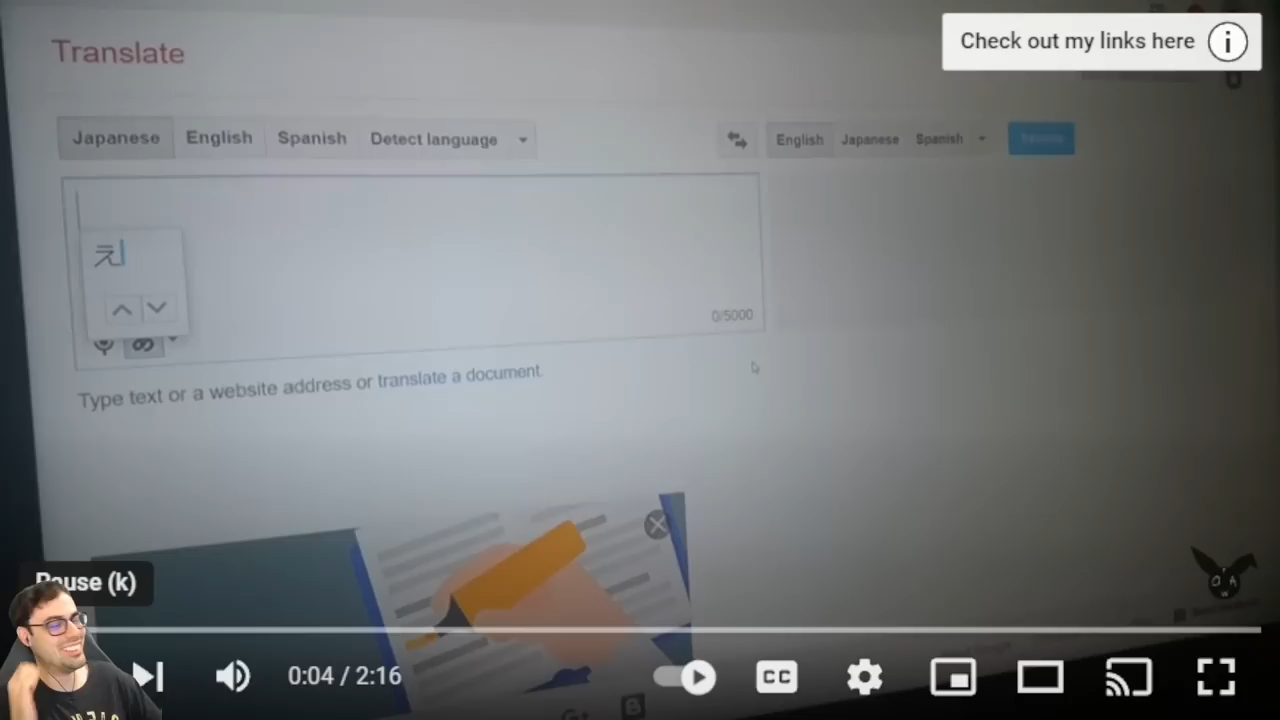 Check out my links here
Translate
Japanese English Spanish Detect language
English Japanese Spanish
え
0/5000
Type text or a website address or translate a document.
Pause (k)
0:04 / 2:16
CC